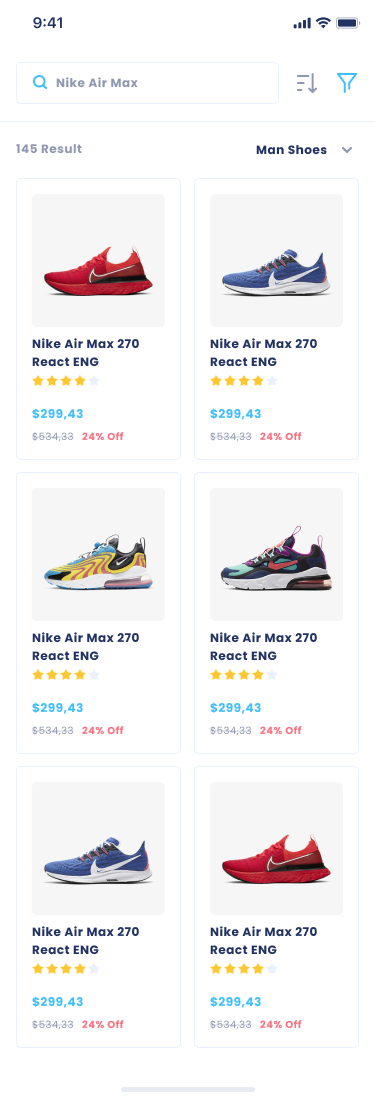 9:41
Nike Air Max
145 Result
Man Shoes
Nike Air Max 270
React ENG
$299,43
$534,33 24% Off
Nike Air Max 270
React ENG
$299,43
$534,33 24% Off
Nike Air Max 270
React ENG
$299,43
$534,33 24% Off
Nike Air Max 270
React ENG
$299,43
$534,33 24% Off
Nike Air Max 270
React ENG
$299,43
$534,33 24% Off
Nike Air Max 270
React ENG
$299,43
$534,33 24% Off